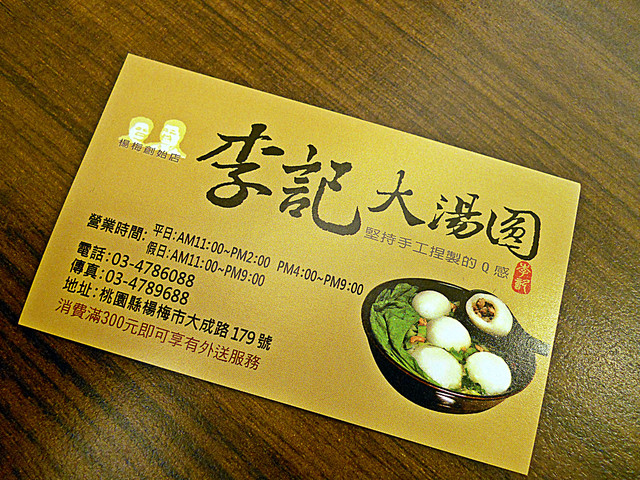 楊梅創始店
李記大湯圓
堅持手工捏製的Q感
李記
營業時間: 平日:AM11:00~PM2:00 PM4:00~PM9:00
假日:AM11:00~PM9:00
電話:03-4786088
傳真:03-4789688
地址:桃園縣楊梅市大成路179號
消費滿300元即可享有外送服務